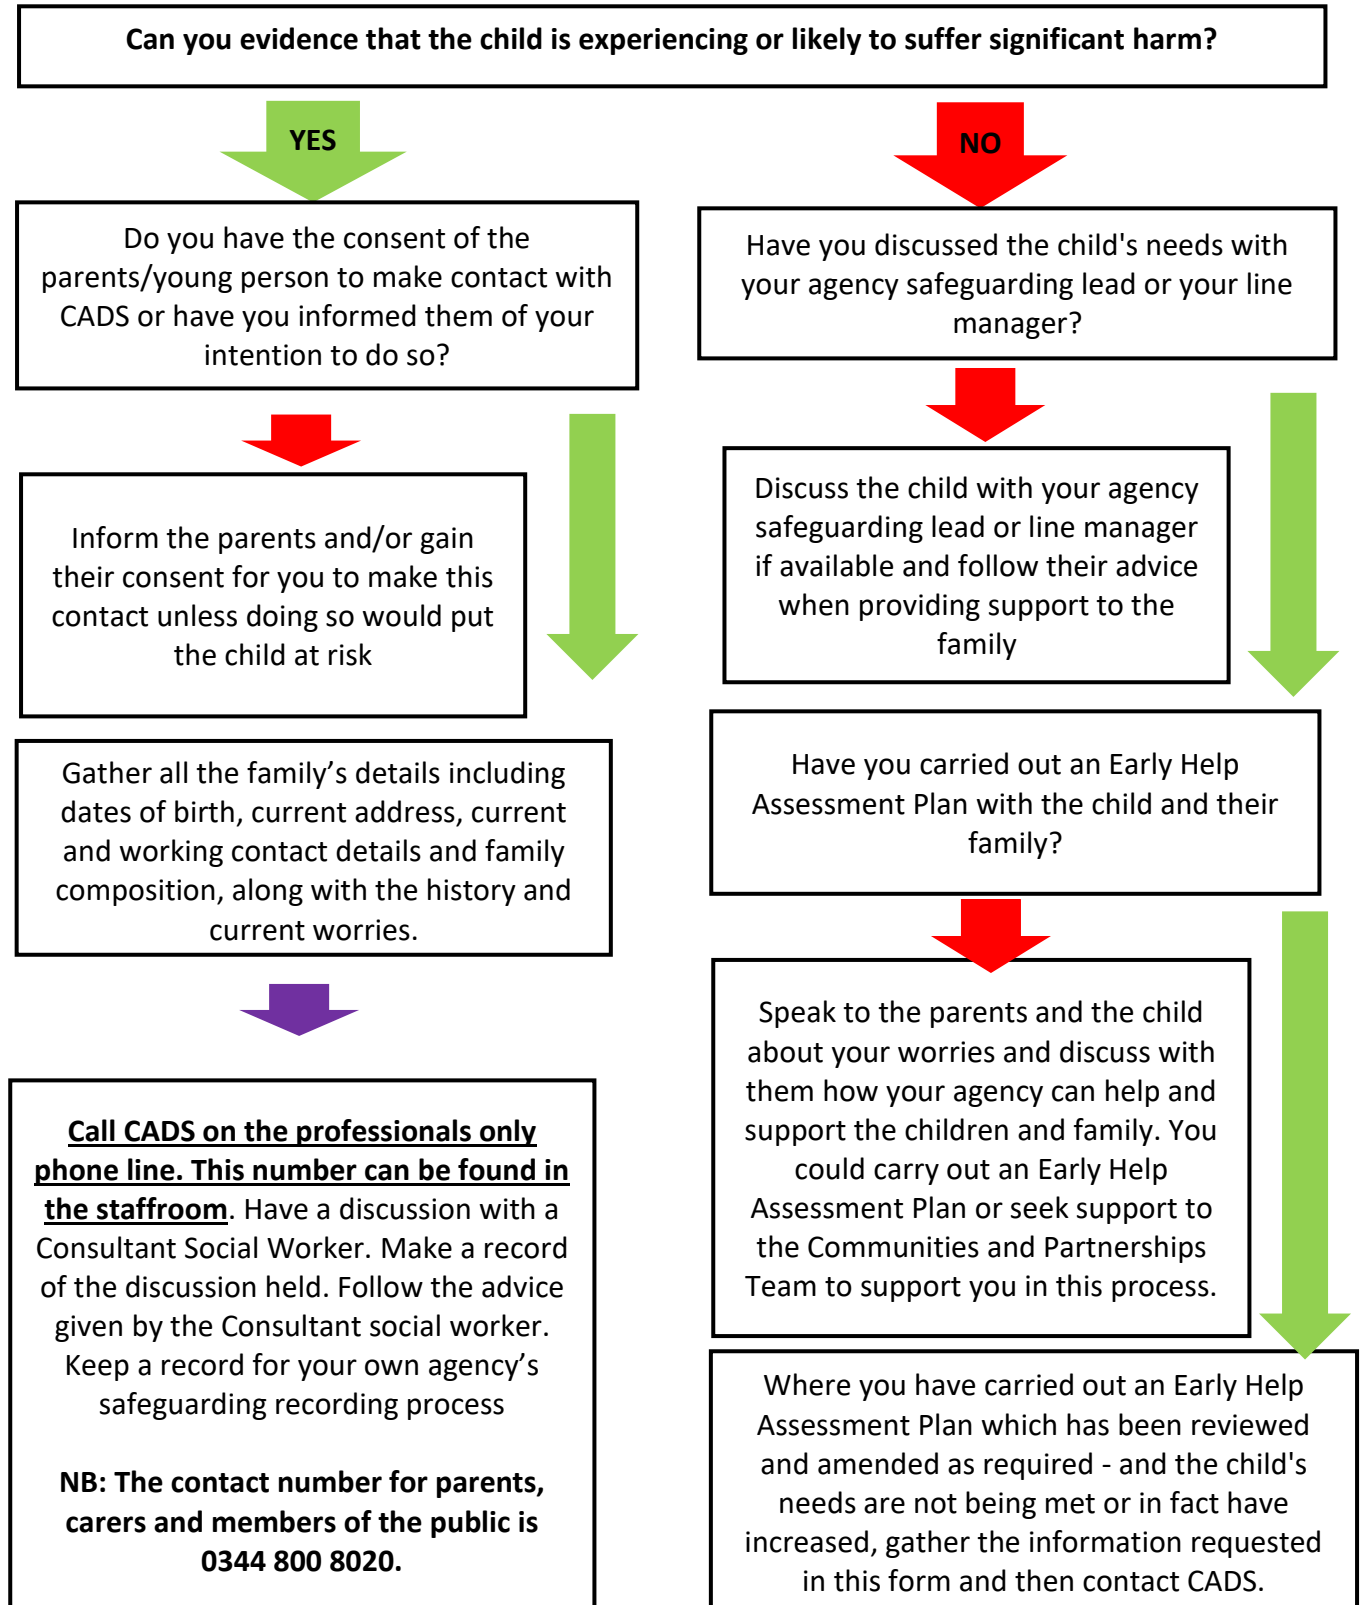 Can you evidence that the child is experiencing or likely to suffer significant harm?
YES
Do you have the consent of the
parents/young person to make contact with
CADS or have you informed them of your
intention to do so?
Inform the parents and/or gain
their consent for you to make this
contact unless doing so would put
the child at risk
Gather all the family’s details including
dates of birth, current address, current
and working contact details and family
composition, along with the history and
current worries.
Call CADS on the professionals only
phone line. This number can be found in
the staffroom. Have a discussion with a
Consultant Social Worker. Make a record
of the discussion held. Follow the advice
given by the Consultant social worker.
Keep a record for your own agency’s
safeguarding recording process
NB: The contact number for parents,
carers and members of the public is
0344 800 8020.
NO
Have you discussed the child's needs with
your agency safeguarding lead or your line
manager?
Discuss the child with your agency
safeguarding lead or line manager
if available and follow their advice
when providing support to the
family
Have you carried out an Early Help
Assessment Plan with the child and their
family?
Speak to the parents and the child
about your worries and discuss with
them how your agency can help and
support the children and family. You
could carry out an Early Help
Assessment Plan or seek support to
the Communities and Partnerships
Team to support you in this process.
Where you have carried out an Early Help
Assessment Plan which has been reviewed
and amended as required - and the child's
needs are not being met or in fact have
increased, gather the information requested
in this form and then contact CADS.